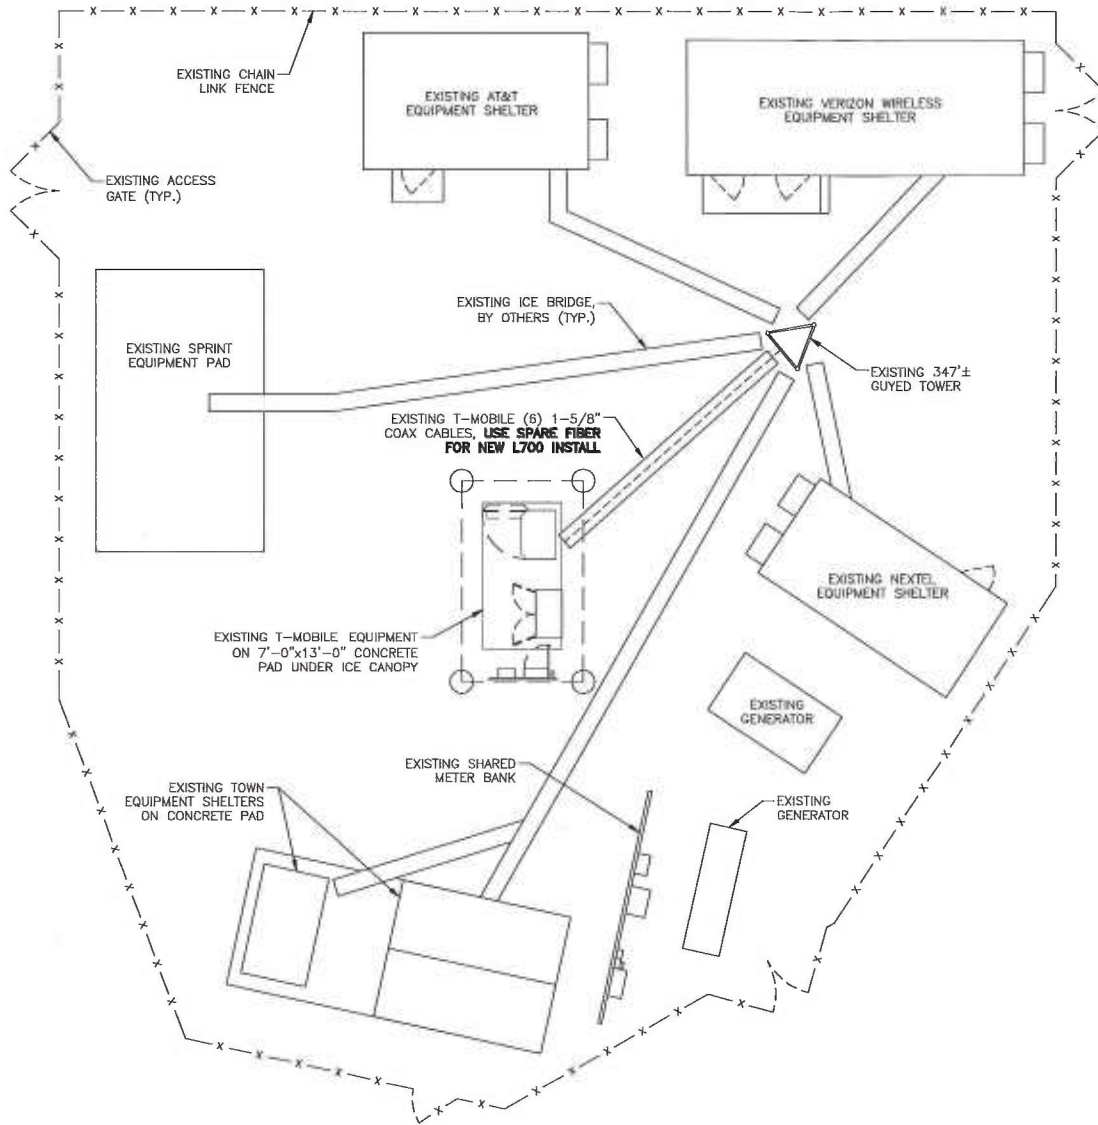 EXISTING CHAIN
LINK FENCE
EXISTING AT&T
EQUIPMENT SHELTER
EXISTING VERIZON WIRELESS
EQUIPMENT SHELTER
EXISTING ACCESS
GATE (TYP.)
EXISTING ICE BRIDGE,
BY OTHERS (TYP.)
EXISTING SPRINT
EQUIPMENT PAD
EXISTING 347'±
GUYED TOWER
EXISTING T-MOBILE (6) 1-5/8"
COAX CABLES, USE SPARE FIBER
FOR NEW L700 INSTALL
EXISTING NEXTEL
EQUIPMENT SHELTER
EXISTING T-MOBILE EQUIPMENT
ON 7'-0"x13'-0" CONCRETE
PAD UNDER ICE CANOPY
EXISTING
GENERATOR
EXISTING SHARED
METER BANK
EXISTING TOWN
EQUIPMENT SHELTERS
ON CONCRETE PAD
EXISTING
GENERATOR